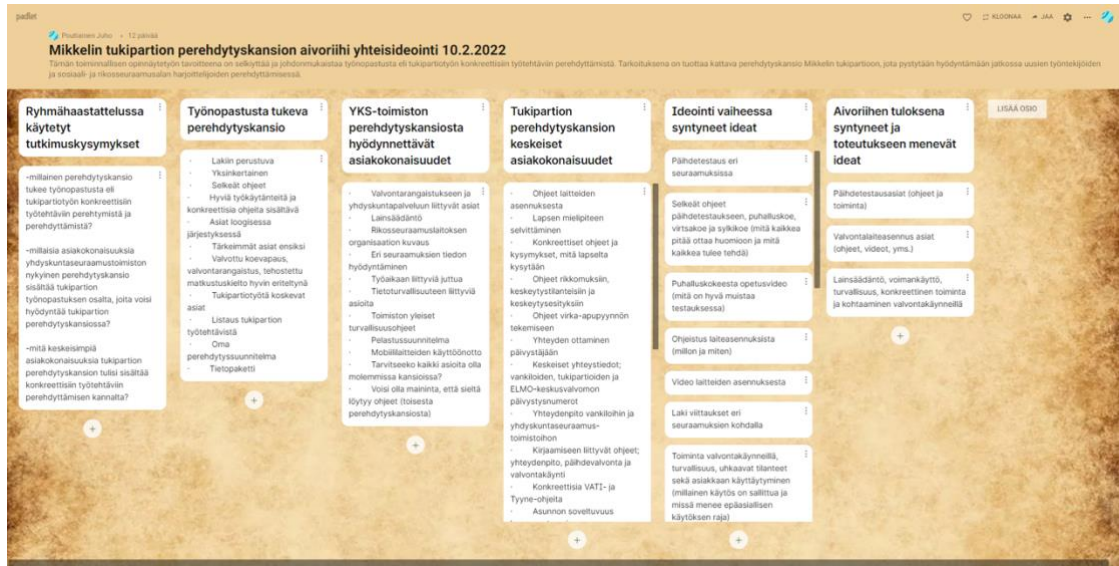 padlet
KLOONAA
JAA
Poutiainen Juho • 12 päivää
Mikkelin tukipartion perehdytyskansion aivoriihi yhteisideointi 10.2.2022
Tämän toiminnallisen opinnäytetyön tavoitteena on selkiyttää ja johdonmukaistaa työnopastusta eli tukipartiotyön konkreettisiin työtehtäviin perehdyttämistä. Tarkoituksena on tuottaa kattava perehdytyskansio Mikkelin tukipartioon, jota pystytään hyödyntämään jatkossa uusien työntekijöiden
ja sosiaali- ja rikosseuraamusalan harjoittelijoiden perehdyttämisessä.
Ryhmähaastattelussa
käytetyt
tutkimuskysymykset
-millainen perehdytyskansio
tukee työnopastusta eli
tukipartiotyön konkreettisiin
työtehtäviin perehtymistä ja
perehdyttämistä?
-millaisia asiakokonaisuuksia
yhdyskuntaseuraamustoimiston
nykyinen perehdytyskansio
sisältää tukipartion
työnopastuksen osalta, joita voisi
hyödyntää tukipartion
perehdytyskansiossa?
-mitä keskeisimpiä
asiakokonaisuuksia tukipartion
perehdytyskansion tulisi sisältää
konkreettisiin työtehtäviin
perehdyttämisen kannalta?
Työnopastusta tukeva
perehdytyskansio
· Lakiin perustuva
· Yksinkertainen
· Selkeät ohjeet
· Hyviä työkäytänteitä ja
konkreettisia ohjeita sisältävä
· Asiat loogisessa
järjestyksessä
· Tärkeimmät asiat ensiksi
· Valvottu koevapaus,
valvontarangaistus, tehostettu
matkustuskielto hyvin eriteltynä
· Tukipartiotyötä koskevat
asiat
· Listaus tukipartion
työtehtävistä
· Oma
perehdytyssuunnitelma
· Tietopaketti
YKS-toimiston
perehdytyskansiosta
hyödynnettävät
asiakokonaisuudet
· Valvontarangaistukseen ja
yhdyskuntapalveluun liittyvät asiat
· Lainsäädäntö
· Rikosseuraamuslaitoksen
organisaation kuvaus
· Eri seuraamuksien tiedon
hyödyntäminen
· Työaikaan liittyviä juttua
· Tietoturvallisuuteen liittyviä
asioita
· Toimiston yleiset
turvallisuusohjeet
· Pelastussuunnitelma
· Mobiililaitteiden käyttöönotto
· Tarvitseeko kaikki asioita olla
molemmissa kansioissa?
· Voisi olla maininta, että sieltä
löytyy ohjeet (toisesta
perehdytyskansiosta)
Tukipartion
perehdytyskansion
keskeiset
asiakokonaisuudet
· Ohjeet laitteiden
asennuksesta
· Lapsen mielipiteen
selvittäminen
· Konkreettiset ohjeet ja
kysymykset, mitä lapselta
kysytään
· Ohjeet rikkomuksiin,
keskeytystilanteisiin ja
keskeytysesityksiin
· Ohjeet virka-apupyynnön
tekemiseen
· Yhteyden ottaminen
päivystäjään
· Keskeiset yhteystiedot;
vankiloiden, tukipartioiden ja
ELMO-keskusvalvomon
päivystysnumerot
· Yhteydenpito vankiloihin ja
yhdyskuntaseuraamus-
toimistoihon
· Kirjaamiseen liittyvät ohjeet;
yhteydenpito, päihdevalvonta ja
valvontakäynti
· Konkreettisia VATI- ja
Tyyne-ohjeita
· Asunnon soveltuvuus
Ideointi vaiheessa
syntyneet ideat
Päihdetestaus eri
seuraamuksissa
Selkeät ohjeet
päihdetestaukseen, puhalluskoe,
virtsakoe ja sylkikoe (mitä kaikkea
pitää ottaa huomioon ja mitä
kaikkea tulee tehdä)
Puhalluskokeesta opetusvideo
(mitä on hyvä muistaa
testauksessa)
Ohjeistus laiteasennuksista
(millon ja miten)
Video laitteiden asennuksesta
Laki viittaukset eri
seuraamuksien kohdalla
Toiminta valvontakäynneillä,
turvallisuus, uhkaavat tilanteet
sekä asiakkaan käyttäytyminen
(millainen käytös on sallittua ja
missä menee epäasiallisen
käytöksen raja)
Aivoriihen tuloksena
syntyneet ja
toteutukseen menevät
ideat
Päihdetestausasiat (ohjeet ja
toiminta)
Valvontalaiteasennus asiat
(ohjeet, videot, yms.)
Lainsäädäntö, voimankäyttö,
turvallisuus, konkreettinen toiminta
ja kohtaaminen valvontakäynneillä
LISÄÄ OSIO